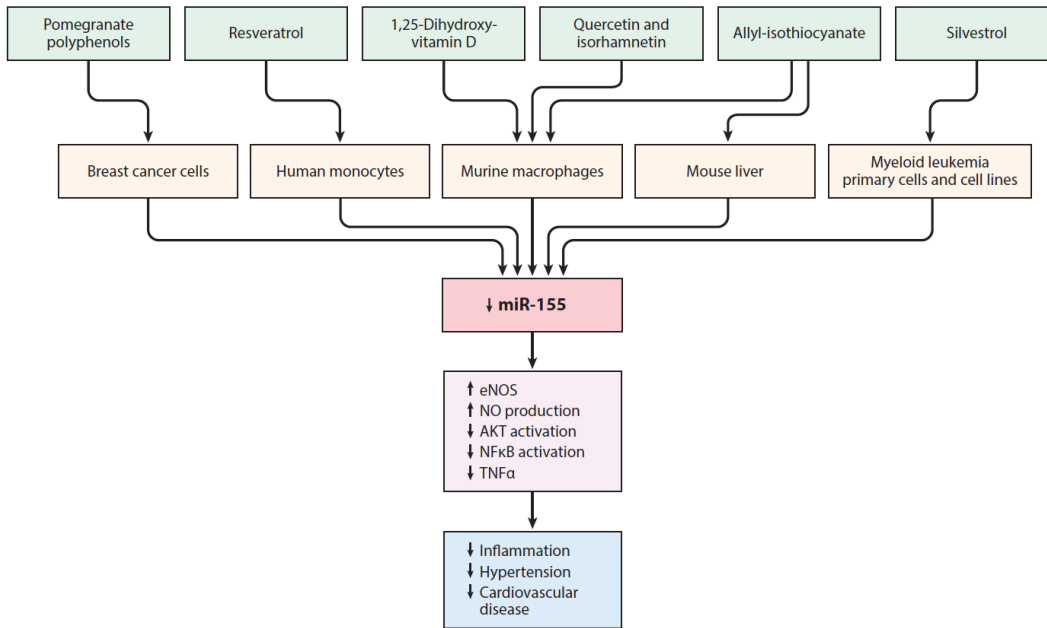 Pomegranate
polyphenols
Resveratrol
1,25-Dihydroxy-
vitamin D
Quercetin and
isorhamnetin
Allyl-isothiocyanate
Silvestrol
Breast cancer cells
Human monocytes
Murine macrophages
Mouse liver
Myeloid leukemia
primary cells and cell lines
↓ miR-155
↑ eNOS
↑ NO production
↓ AKT activation
↓ NFκB activation
↓ TNFα
↓ Inflammation
↓ Hypertension
↓ Cardiovascular
disease